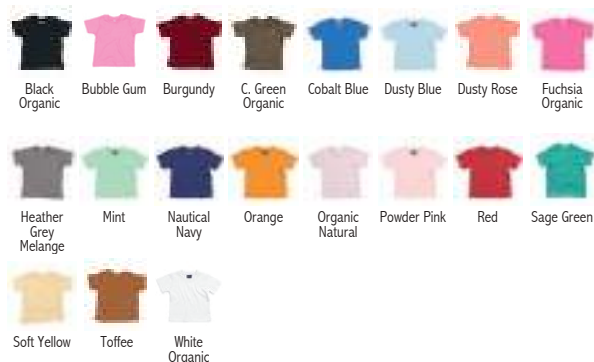 Black
Organic
Bubble Gum
Burgundy
C. Green
Organic
Cobalt Blue
Dusty Blue
Dusty Rose
Fuchsia
Organic
Heather
Grey
Melange
Mint
Nautical
Navy
Orange
Organic
Natural
Powder Pink
Red
Sage Green
Soft Yellow
Toffee
White
Organic